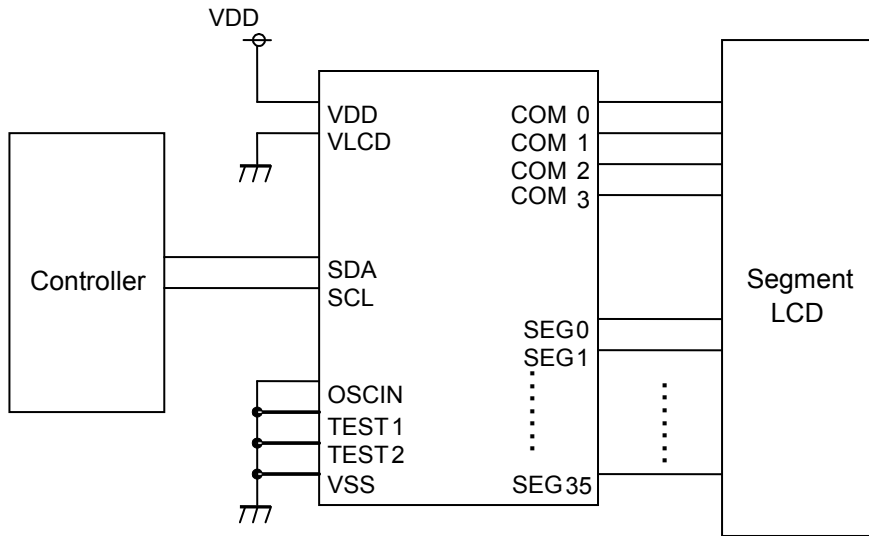 VDD
VDD
VLCD
COM 0
COM 1
COM 2
COM 3
Controller
SDA
SCL
Segment
LCD
SEG0
SEG1
OSCIN
TEST1
TEST2
VSS
SEG35